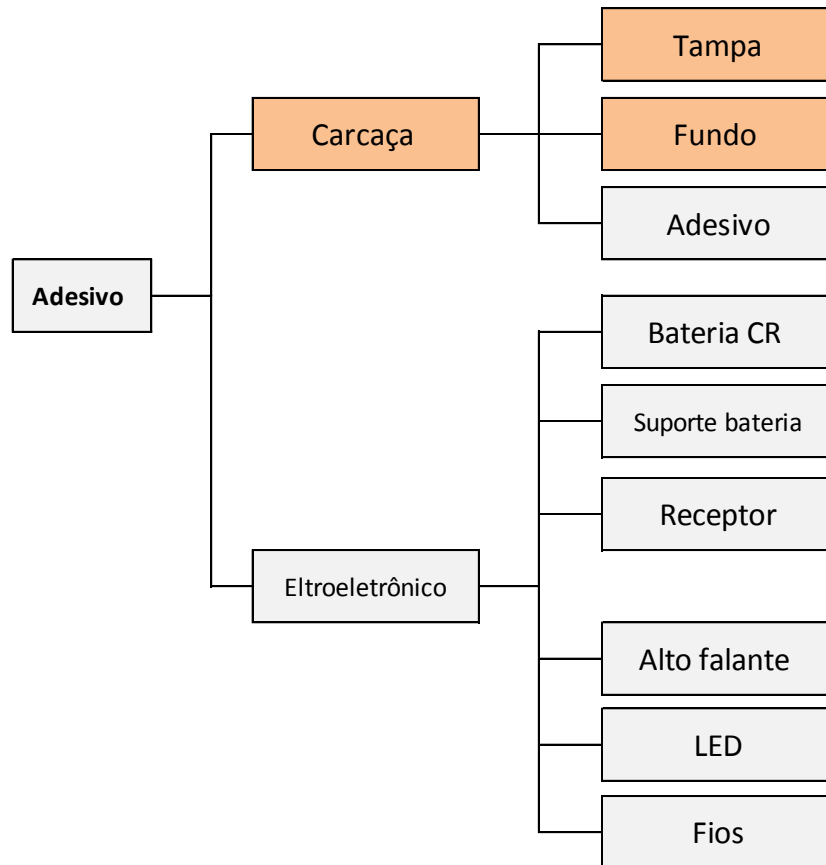 Tampa
Carcaça
Fundo
Adesivo
Adesivo
Bateria CR
Suporte bateria
Receptor
Eltroeletrônico
Alto falante
LED
Fios